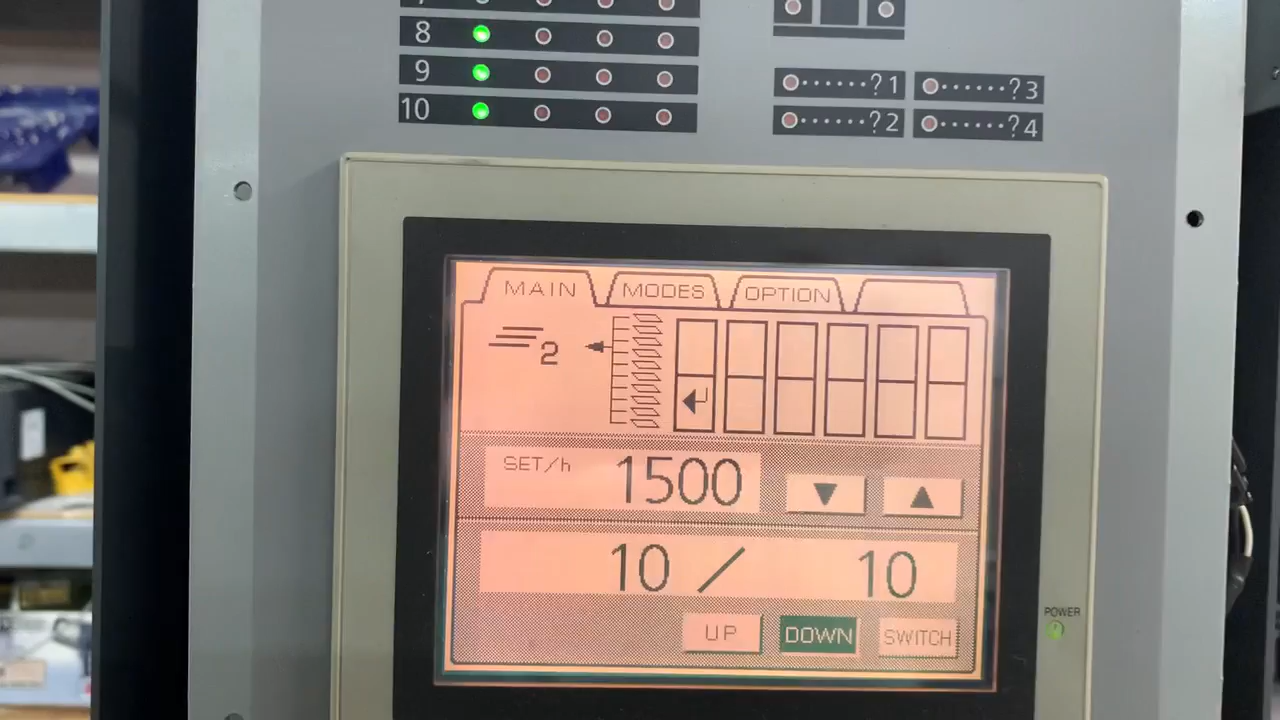 8
9
10
?1
?3
?2
?4
MAIN MODES OPTION
2
SET/h 1500
10 / 10
POWER
UP DOWN SWITCH